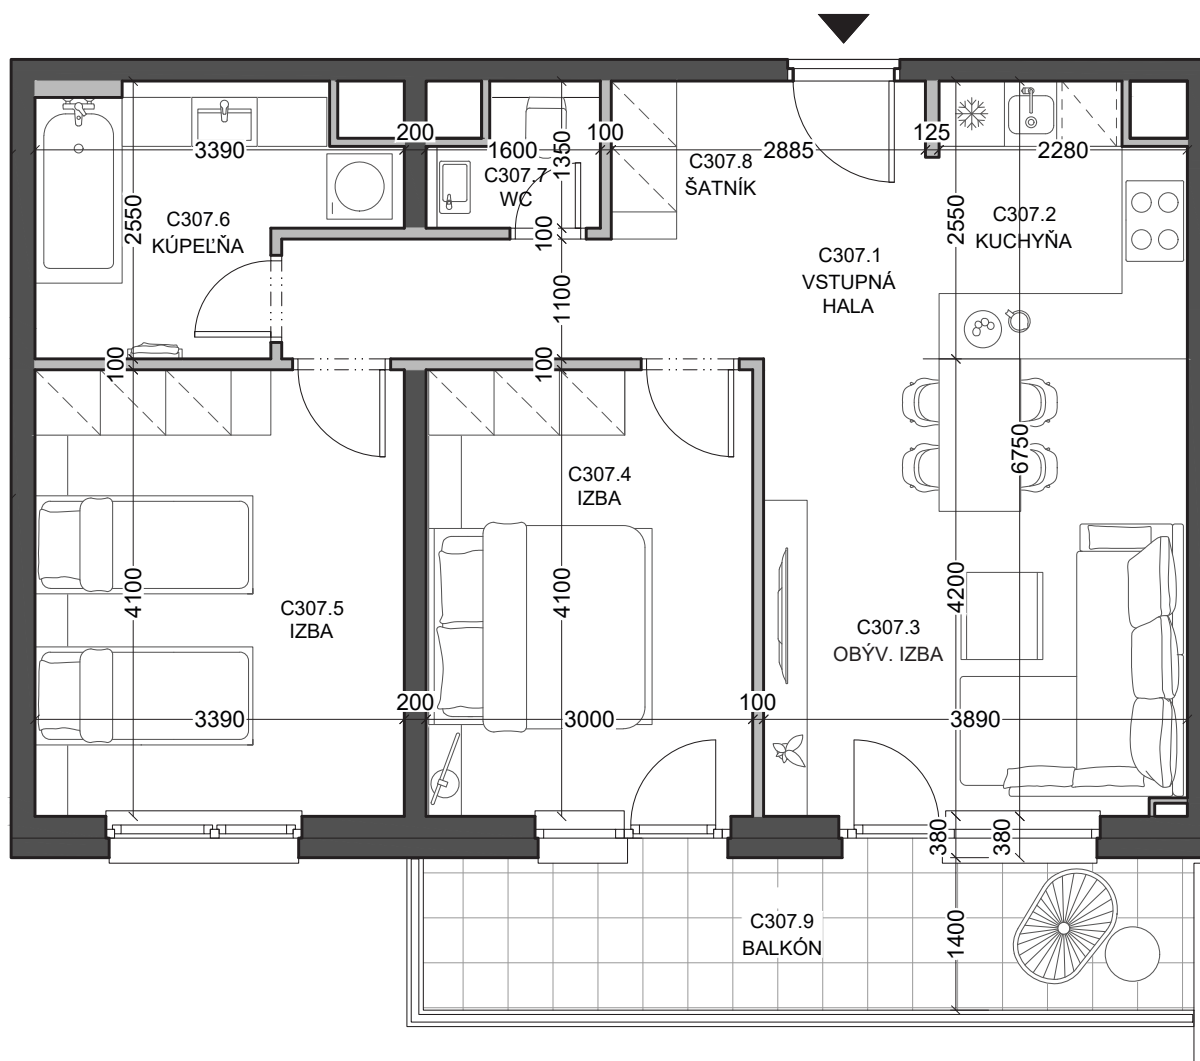 200
100
125
3390
1600
1350
2885
2280
C307.7
WC
C307.8
ŠATNÍK
C307.6
KÚPEĽŇA
2550
100
C307.2
KUCHYŇA
2550
C307.1
VSTUPNÁ
HALA
1100
100
100
6750
C307.4
IZBA
4100
4100
4200
C307.5
IZBA
C307.3
OBÝV. IZBA
200
100
3390
3000
3890
380
380
C307.9
BALKÓN
1400